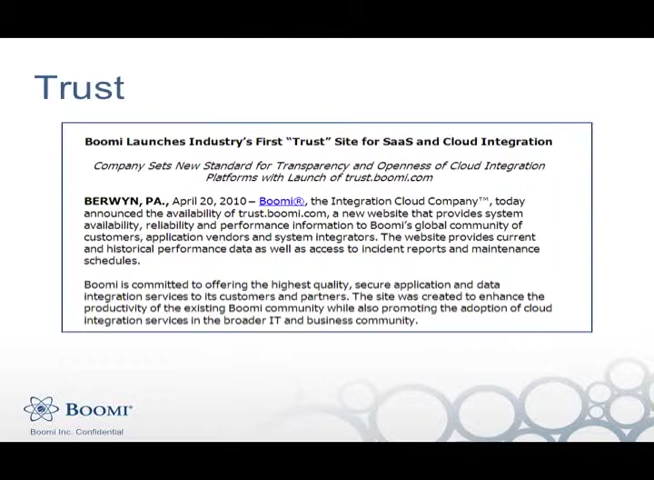 Trust
Boomi Launches Industry's First "Trust" Site for SaaS and Cloud Integration
Company Sets New Standard for Transparency and Openness of Cloud Integration
Platforms with Launch of trust.boomi.com
BERWYN, PA., April 20, 2010 – Boomi®, the Integration Cloud Company™, today
announced the availability of trust.boomi.com, a new website that provides system
availability, reliability and performance information to Boomi's global community of
customers, application vendors and system integrators. The website provides current
and historical performance data as well as access to incident reports and maintenance
schedules.
Boomi is committed to offering the highest quality, secure application and data
integration services to its customers and partners. The site was created to enhance the
productivity of the existing Boomi community while also promoting the adoption of cloud
integration services in the broader IT and business community.
BOOMI®
Boomi Inc. Confidential